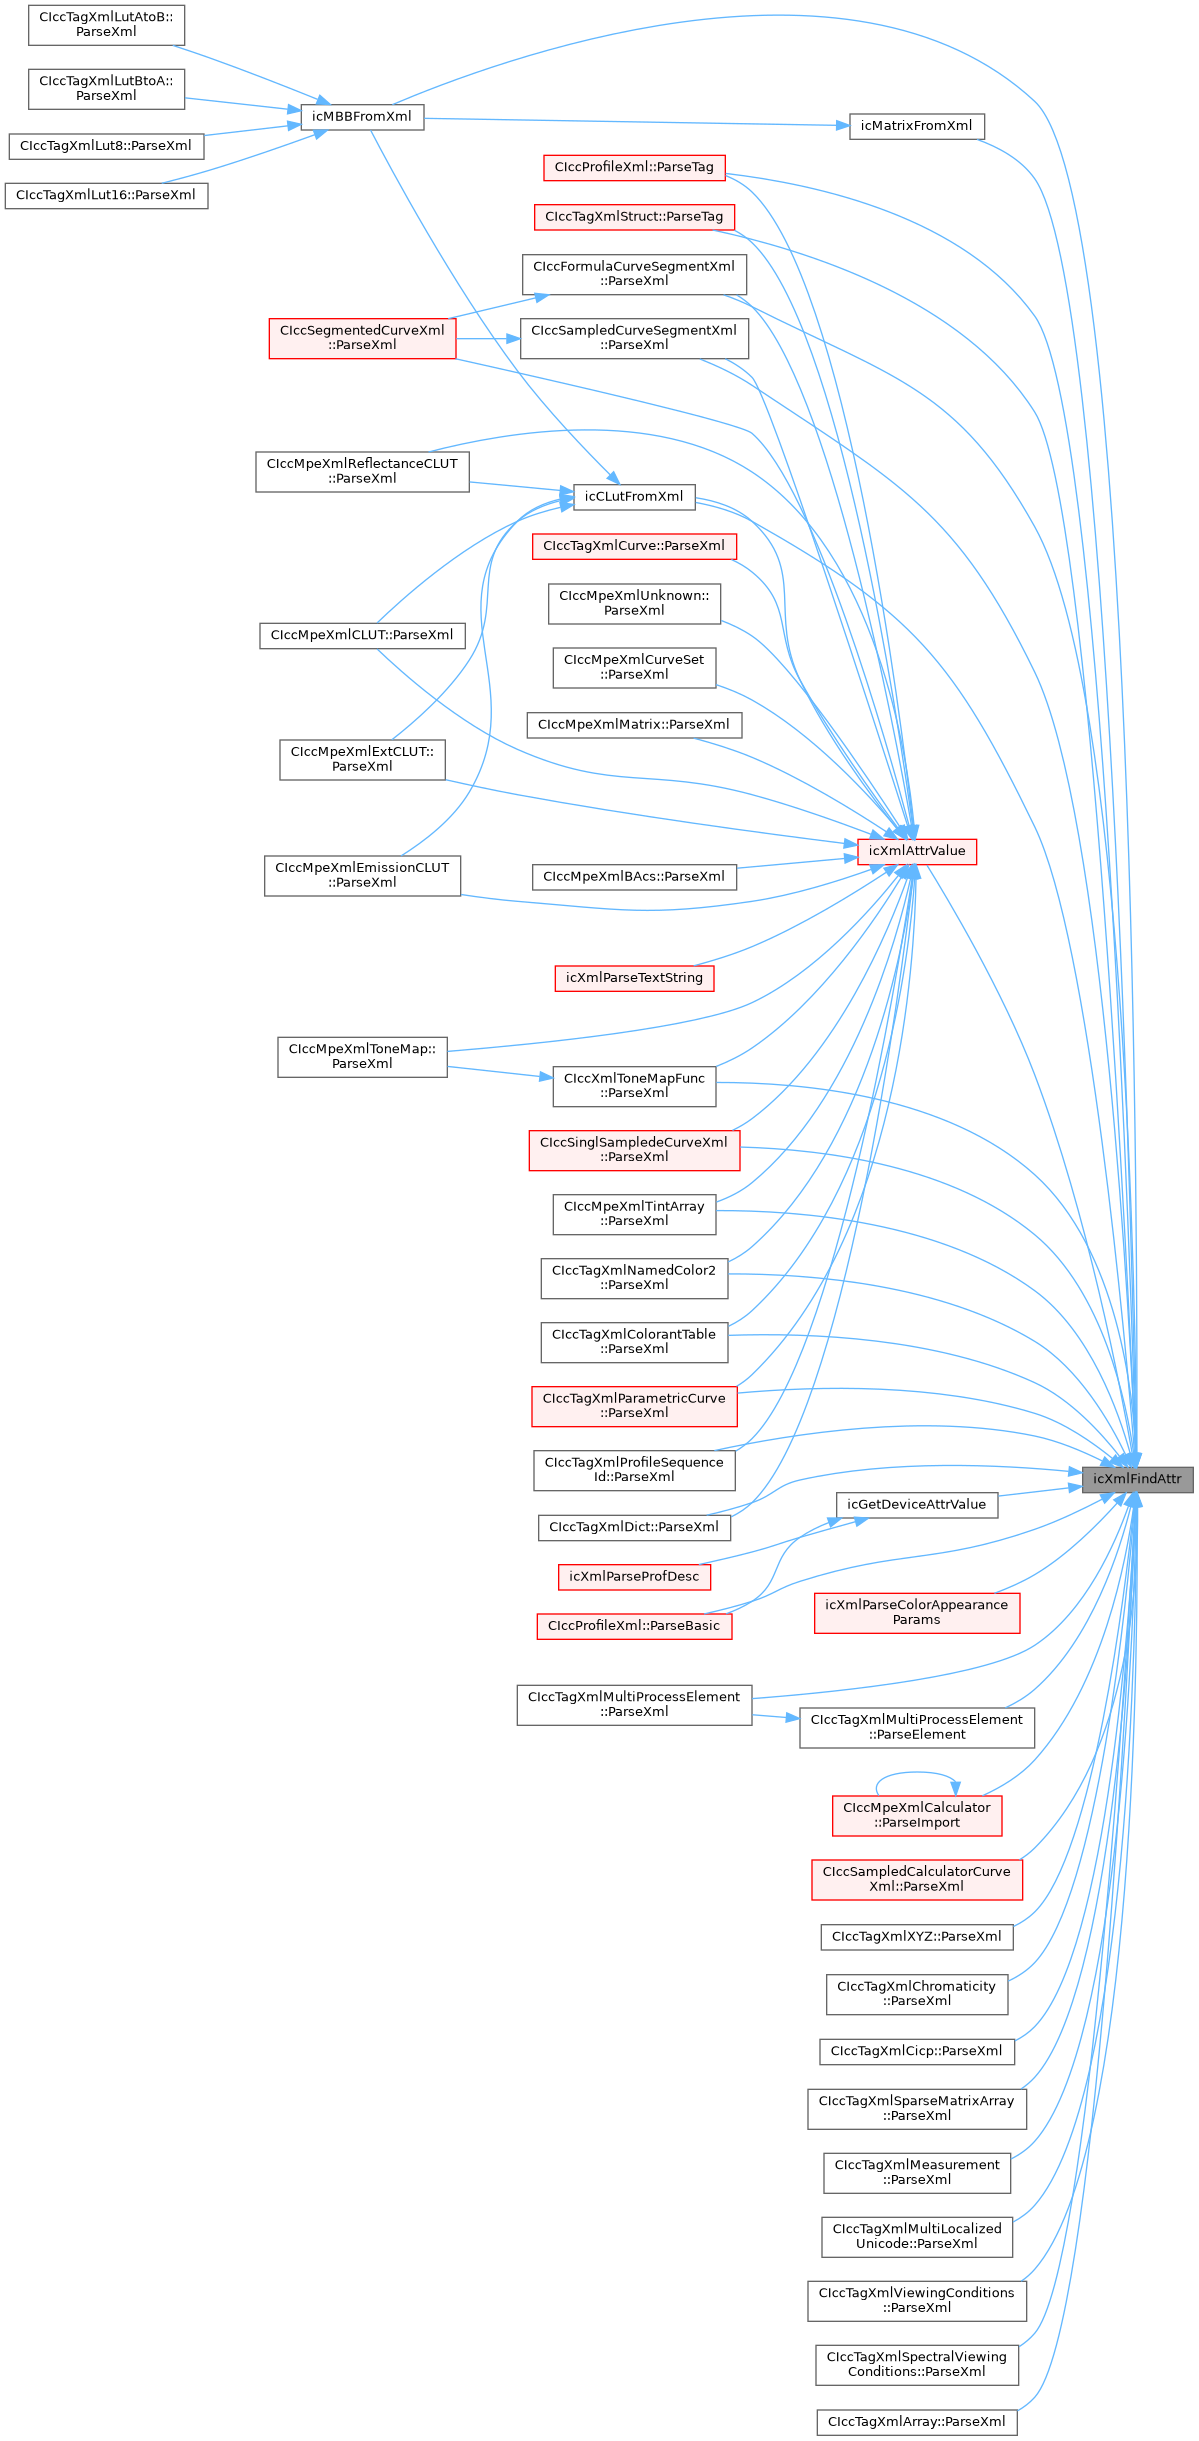 CIccTagXmlLutAtoB::
ParseXml
CIccTagXmlLutBtoA::
ParseXml
icMBBFromXml
icMatrixFromXml
CIccTagXmlLut8::ParseXml
CIccProfileXml::ParseTag
CIccTagXmlLut16::ParseXml
CIccTagXmlStruct::ParseTag
CIccFormulaCurveSegmentXml
::ParseXml
CIccSegmentedCurveXml
::ParseXml
CIccSampledCurveSegmentXml
::ParseXml
CIccMpeXmlReflectanceCLUT
::ParseXml
icCLutFromXml
CIccTagXmlCurve::ParseXml
CIccMpeXmlUnknown::
ParseXml
CIccMpeXmlCLUT::ParseXml
CIccMpeXmlCurveSet
::ParseXml
CIccMpeXmlMatrix::ParseXml
CIccMpeXmlExtCLUT::
ParseXml
icXmlAttrValue
CIccMpeXmlEmissionCLUT
::ParseXml
CIccMpeXmlBAcs::ParseXml
icXmlParseTextString
CIccMpeXmlToneMap::
ParseXml
CIccXmlToneMapFunc
::ParseXml
CIccSinglSampledeCurveXml
::ParseXml
CIccMpeXmlTintArray
::ParseXml
CIccTagXmlNamedColor2
::ParseXml
CIccTagXmlColorantTable
::ParseXml
CIccTagXmlParametricCurve
::ParseXml
CIccTagXmlProfileSequence
Id::ParseXml
icXmlFindAttr
icGetDeviceAttrValue
CIccTagXmlDict::ParseXml
icXmlParseProfDesc
icXmlParseColorAppearance
Params
CIccProfileXml::ParseBasic
CIccTagXmlMultiProcessElement
::ParseXml
CIccTagXmlMultiProcessElement
::ParseElement
CIccMpeXmlCalculator
::ParseImport
CIccSampledCalculatorCurve
Xml::ParseXml
CIccTagXmlXYZ::ParseXml
CIccTagXmlChromaticity
::ParseXml
CIccTagXmlCicp::ParseXml
CIccTagXmlSparseMatrixArray
::ParseXml
CIccTagXmlMeasurement
::ParseXml
CIccTagXmlMultiLocalized
Unicode::ParseXml
CIccTagXmlViewingConditions
::ParseXml
CIccTagXmlSpectralViewing
Conditions::ParseXml
CIccTagXmlArray::ParseXml